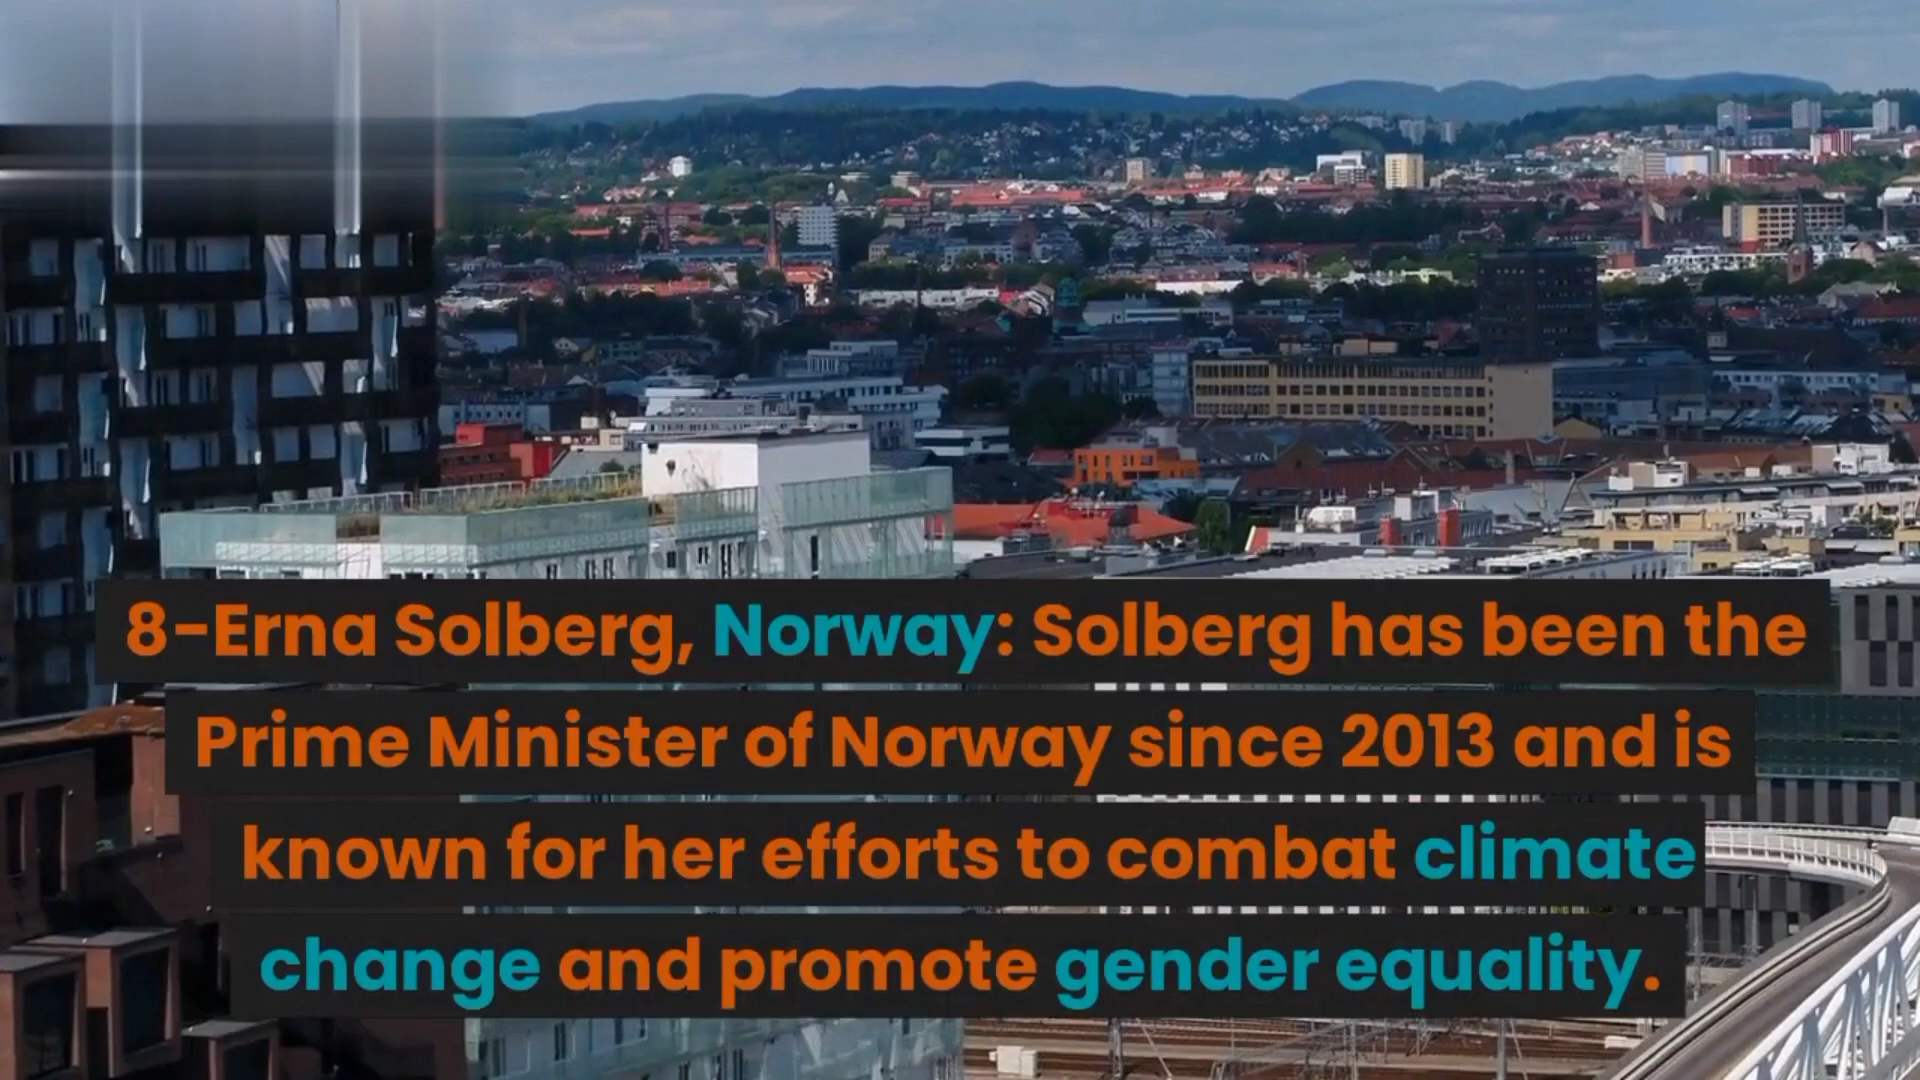 8-Erna Solberg, Norway: Solberg has been the
Prime Minister of Norway since 2013 and is
known for her efforts to combat climate
change and promote gender equality.